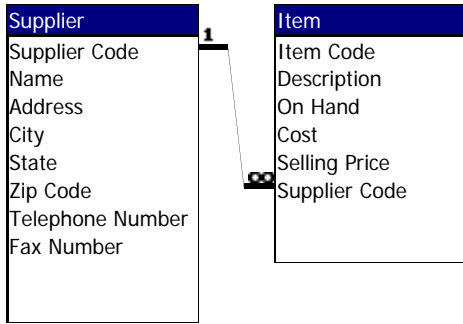 Supplier
Supplier Code
Name
Address
City
State
Zip Code
Telephone Number
Fax Number
1
∞
Item
Item Code
Description
On Hand
Cost
Selling Price
Supplier Code